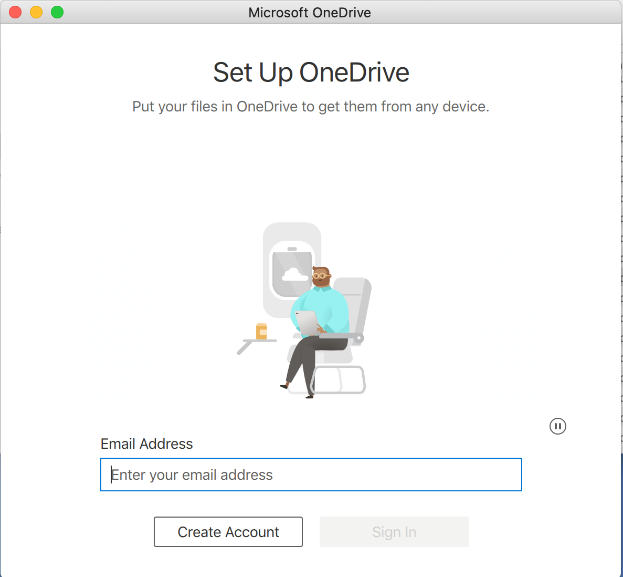 Microsoft OneDrive
Set Up OneDrive
Put your files in OneDrive to get them from any device.
Email Address
Enter your email address
Create Account
Sign In